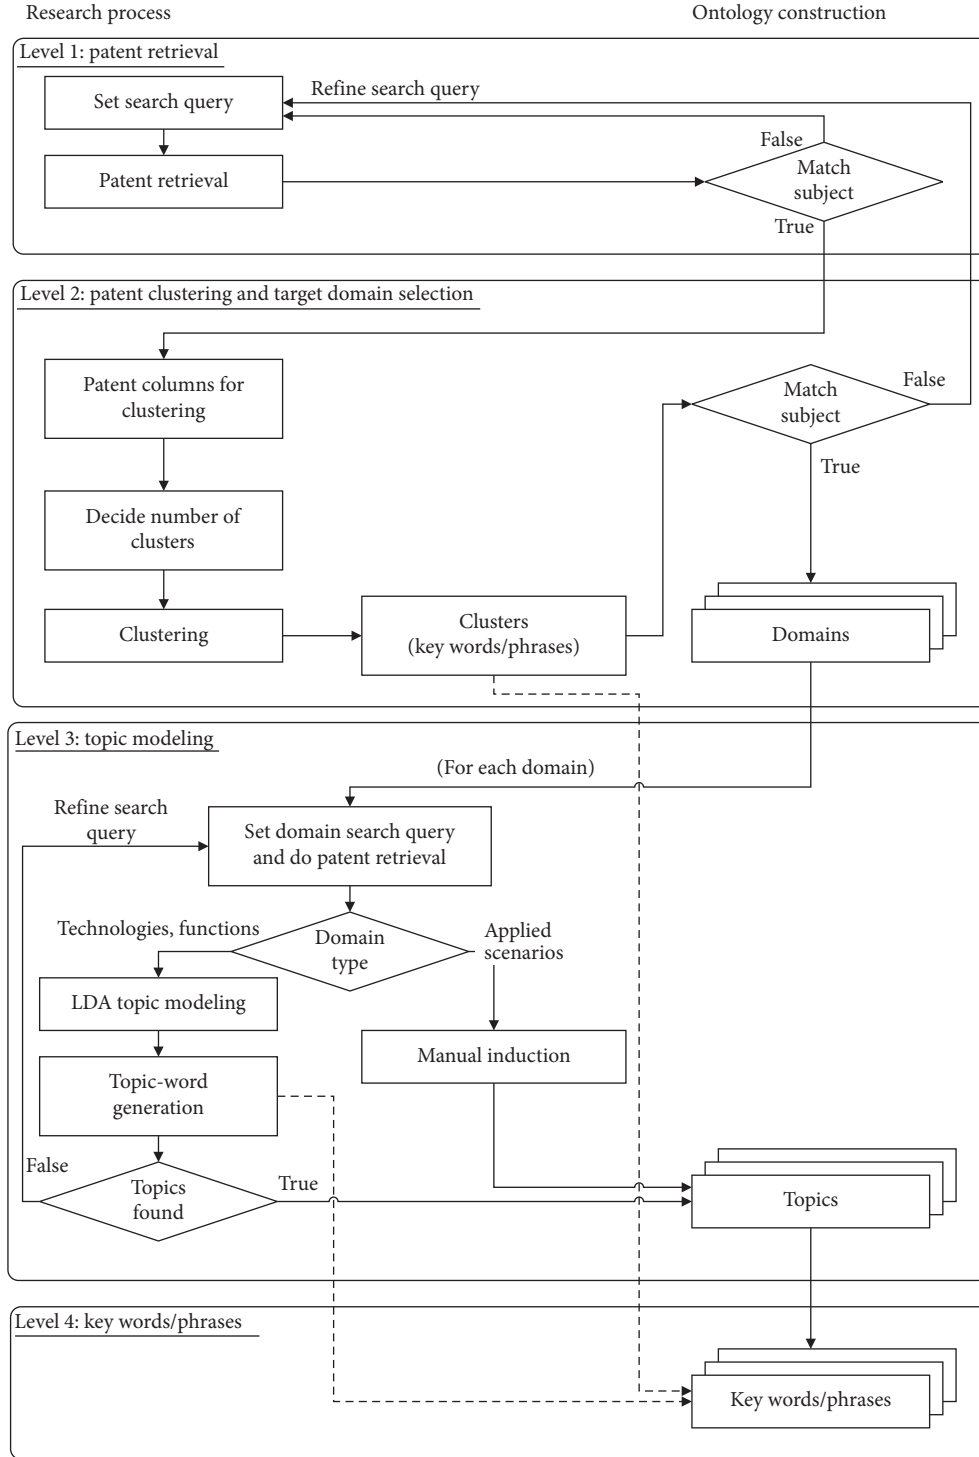 Research process
Ontology construction
Level 1: patent retrieval
Set search query
Refine search query
False
Patent retrieval
Match
subject
True
Level 2: patent clustering and target domain selection
Patent columns for
clustering
Match
subject
False
True
Decide number of
clusters
Clustering
Clusters
(key words/phrases)
Domains
Level 3: topic modeling
(For each domain)
Refine search
query
Set domain search query
and do patent retrieval
Technologies, functions
Domain
type
Applied
scenarios
LDA topic modeling
Manual induction
Topic-word
generation
False
Topics
found
True
Topics
Level 4: key words/phrases
Key words/phrases